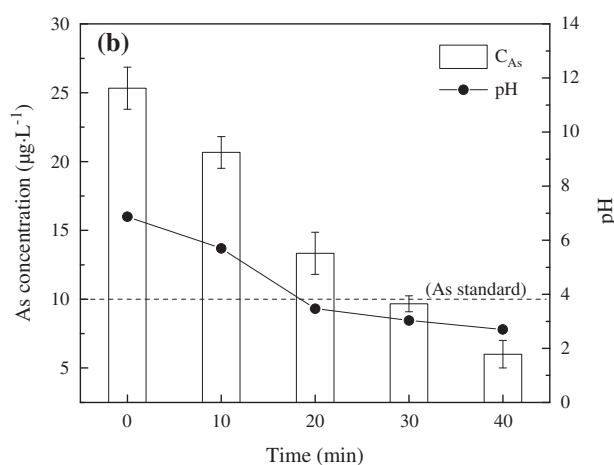 (b)
C_As
pH
As concentration (μg·L⁻¹)
30
25
20
15
10
5
14
12
10
8
6
4
2
0
pH
(As standard)
0 10 20 30 40
Time (min)